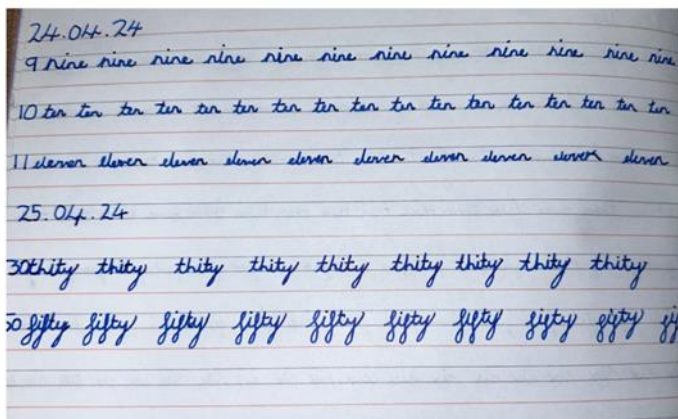 24.04.24
9 nine nine nine nine nine nine nine nine nine nine nine nine
10 ten ten ten ten ten ten ten ten ten ten ten ten ten ten ten ten ten
11 eleven eleven eleven eleven eleven eleven eleven eleven eleven eleven
25.04.24
30 thity thity thity thity thity thity thity thity thity
50 fifty fifty fifty fifty fifty fifty fifty fifty fifty